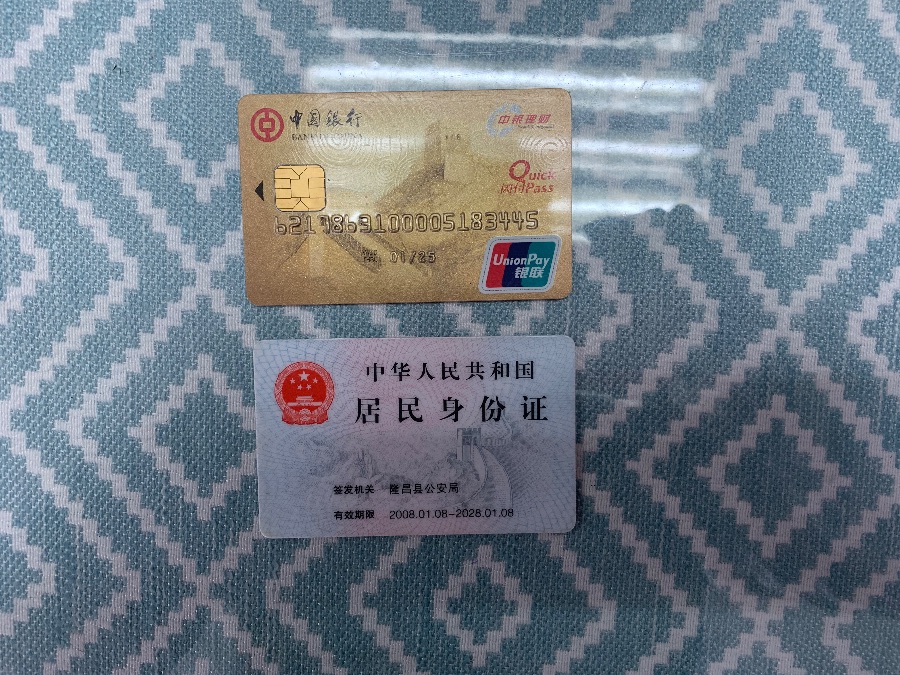 中国银行
中银理财
Quick
闪付Pass
01/25
UnionPay
银联
中华人民共和国
居民身份证
签发机关 隆昌县公安局
有效期限 2008.01.08-2028.01.08